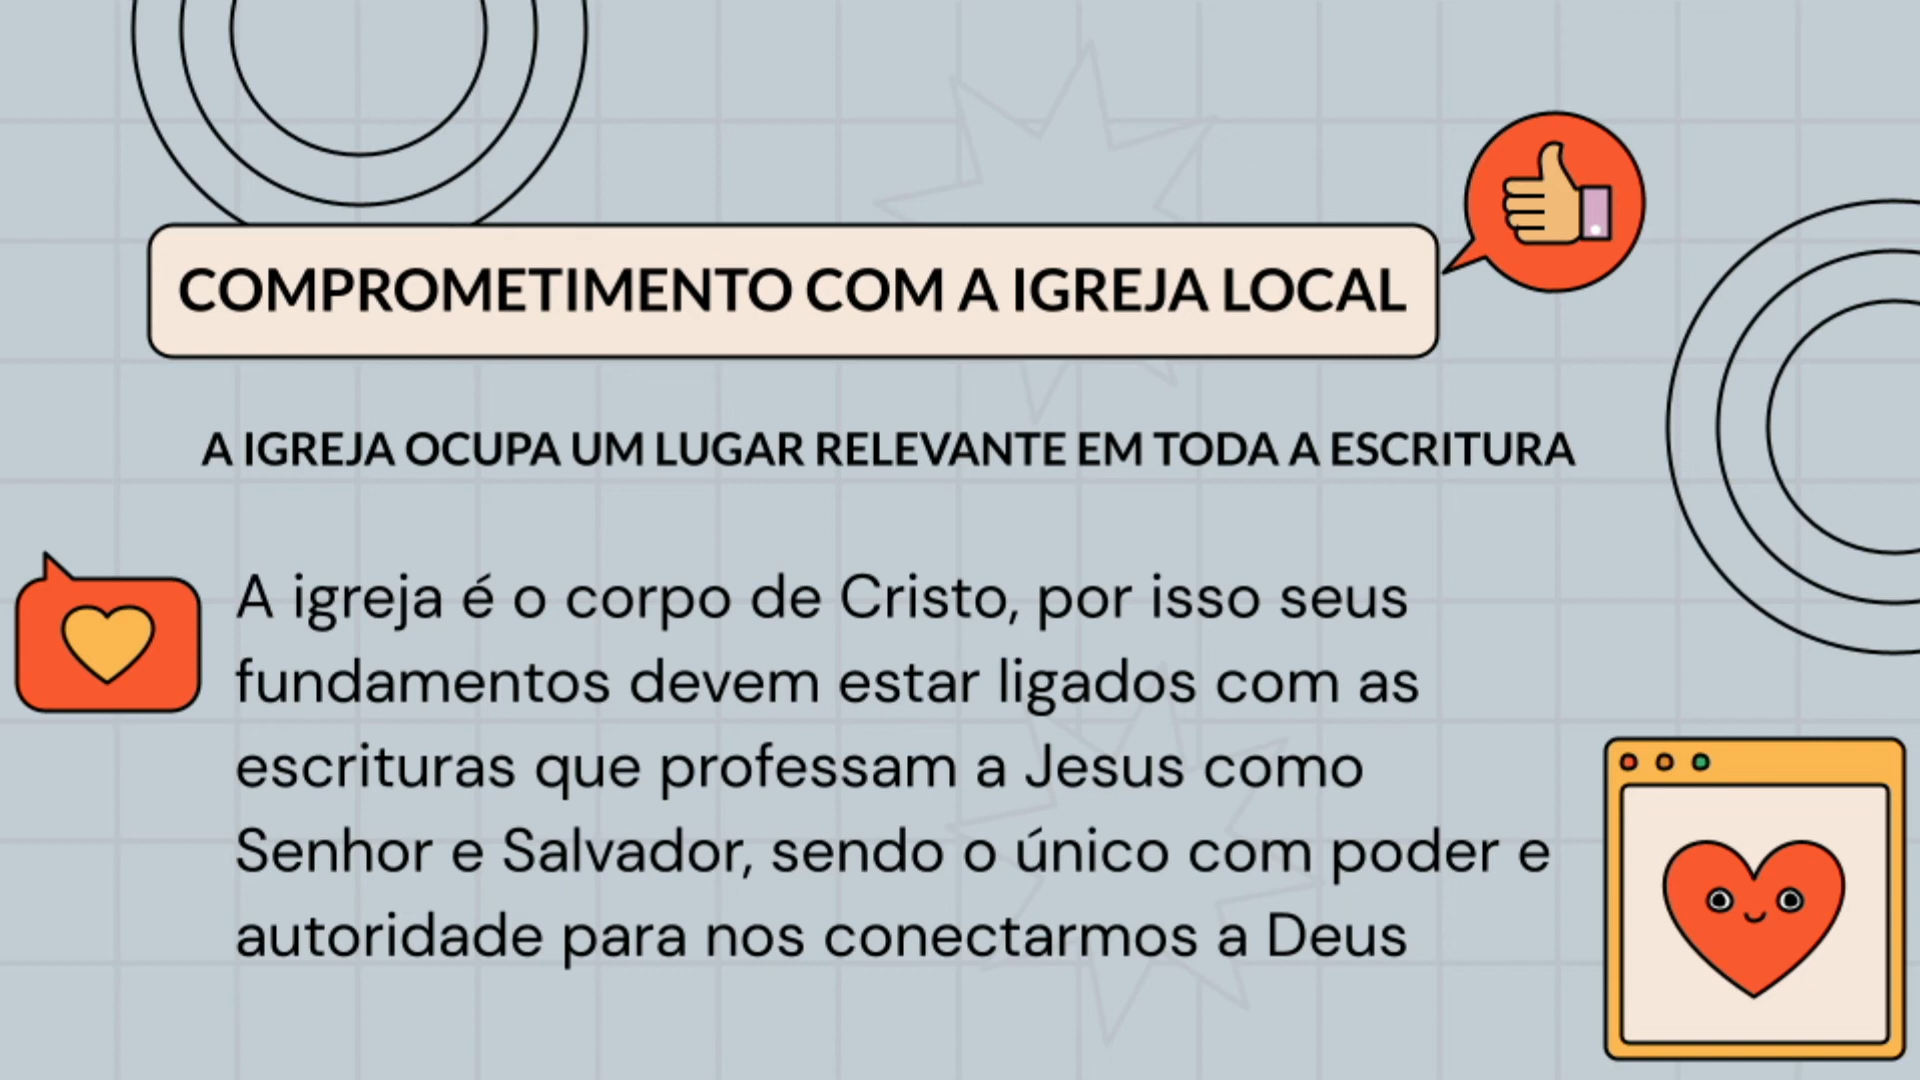 COMPROMETIMENTO COM A IGREJA LOCAL
A IGREJA OCUPA UM LUGAR RELEVANTE EM TODA A ESCRITURA
A igreja é o corpo de Cristo, por isso seus
fundamentos devem estar ligados com as
escrituras que professam a Jesus como
Senhor e Salvador, sendo o único com poder e
autoridade para nos conectarmos a Deus